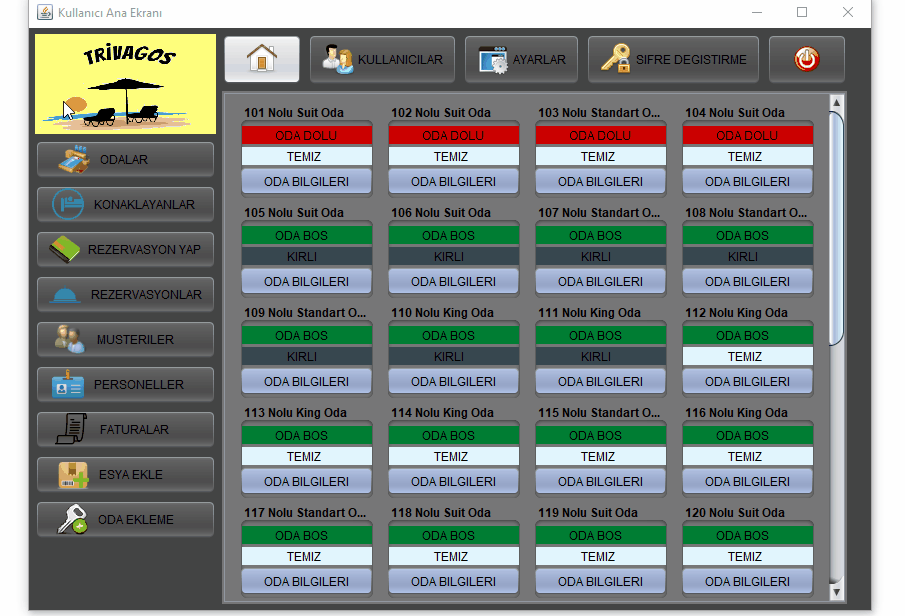 Kullanıcı Ana Ekranı
TRİVAGOS
KULLANICILAR
AYARLAR
SIFRE DEGISTIRME
ODALAR
KONAKLAYANLAR
REZERVASYON YAP
REZERVASYONLAR
MUSTERILER
PERSONELLER
FATURALAR
ESYA EKLE
ODA EKLEME
101 Nolu Suit Oda 102 Nolu Suit Oda 103 Nolu Standart O... 104 Nolu Suit Oda
ODA DOLU ODA DOLU ODA DOLU ODA DOLU
TEMIZ TEMIZ TEMIZ TEMIZ
ODA BILGILERI ODA BILGILERI ODA BILGILERI ODA BILGILERI
105 Nolu Suit Oda 106 Nolu Suit Oda 107 Nolu Standart O... 108 Nolu Standart O...
ODA BOS ODA BOS ODA BOS ODA BOS
KIRLI KIRLI KIRLI KIRLI
ODA BILGILERI ODA BILGILERI ODA BILGILERI ODA BILGILERI
109 Nolu Standart O... 110 Nolu King Oda 111 Nolu King Oda 112 Nolu King Oda
ODA BOS ODA BOS ODA BOS ODA BOS
KIRLI KIRLI KIRLI TEMIZ
ODA BILGILERI ODA BILGILERI ODA BILGILERI ODA BILGILERI
113 Nolu King Oda 114 Nolu King Oda 115 Nolu Standart O... 116 Nolu King Oda
ODA BOS ODA BOS ODA BOS ODA BOS
TEMIZ TEMIZ TEMIZ TEMIZ
ODA BILGILERI ODA BILGILERI ODA BILGILERI ODA BILGILERI
117 Nolu Standart O... 118 Nolu Suit Oda 119 Nolu Suit Oda 120 Nolu Suit Oda
ODA BOS ODA BOS ODA BOS ODA BOS
TEMIZ TEMIZ TEMIZ TEMIZ
ODA BILGILERI ODA BILGILERI ODA BILGILERI ODA BILGILERI